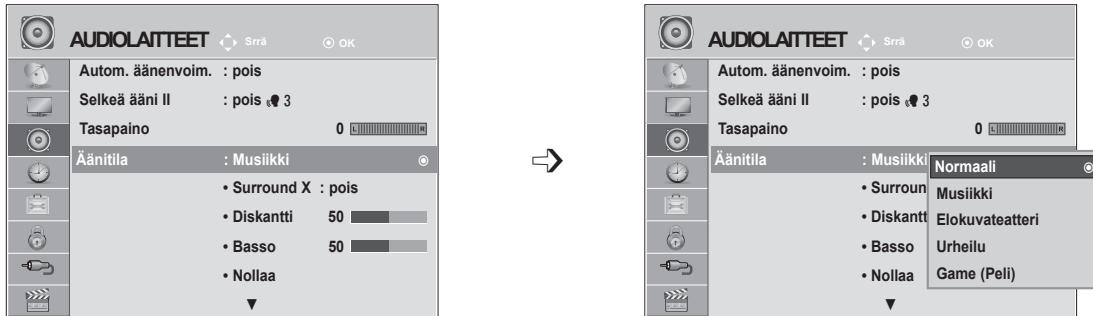 AUDIOLAITTEET Srrä OK
Autom. äänenvoim. : pois
Selkeä ääni II : pois 3
Tasapaino 0 L R
Äänitila : Musiikki
• Surround X : pois
• Diskantti 50
• Basso 50
• Nollaa
▼
AUDIOLAITTEET Srrä OK
Autom. äänenvoim. : pois
Selkeä ääni II : pois 3
Tasapaino 0 L R
Äänitila : Musiikki
• Surroun
• Diskantt
• Basso
• Nollaa
▼
Normaali
Musiikki
Elokuvateatteri
Urheilu
Game (Peli)